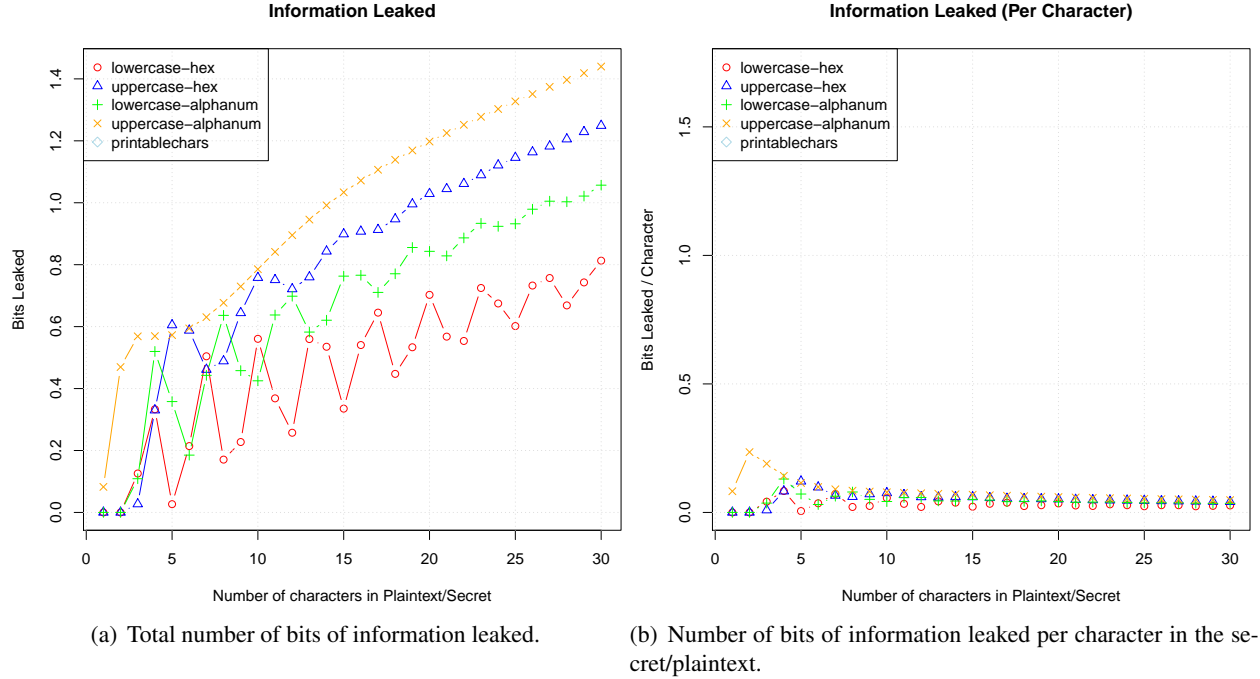 Information Leaked
lowercase-hex
uppercase-hex
lowercase-alphanum
uppercase-alphanum
printablechars
Bits Leaked
0.0
0.2
0.4
0.6
0.8
1.0
1.2
1.4
0
5
10
15
20
25
30
Number of characters in Plaintext/Secret
(a) Total number of bits of information leaked.
Information Leaked (Per Character)
lowercase-hex
uppercase-hex
lowercase-alphanum
uppercase-alphanum
printablechars
Bits Leaked / Character
0.0
0.5
1.0
1.5
0
5
10
15
20
25
30
Number of characters in Plaintext/Secret
(b) Number of bits of information leaked per character in the se-
cret/plaintext.